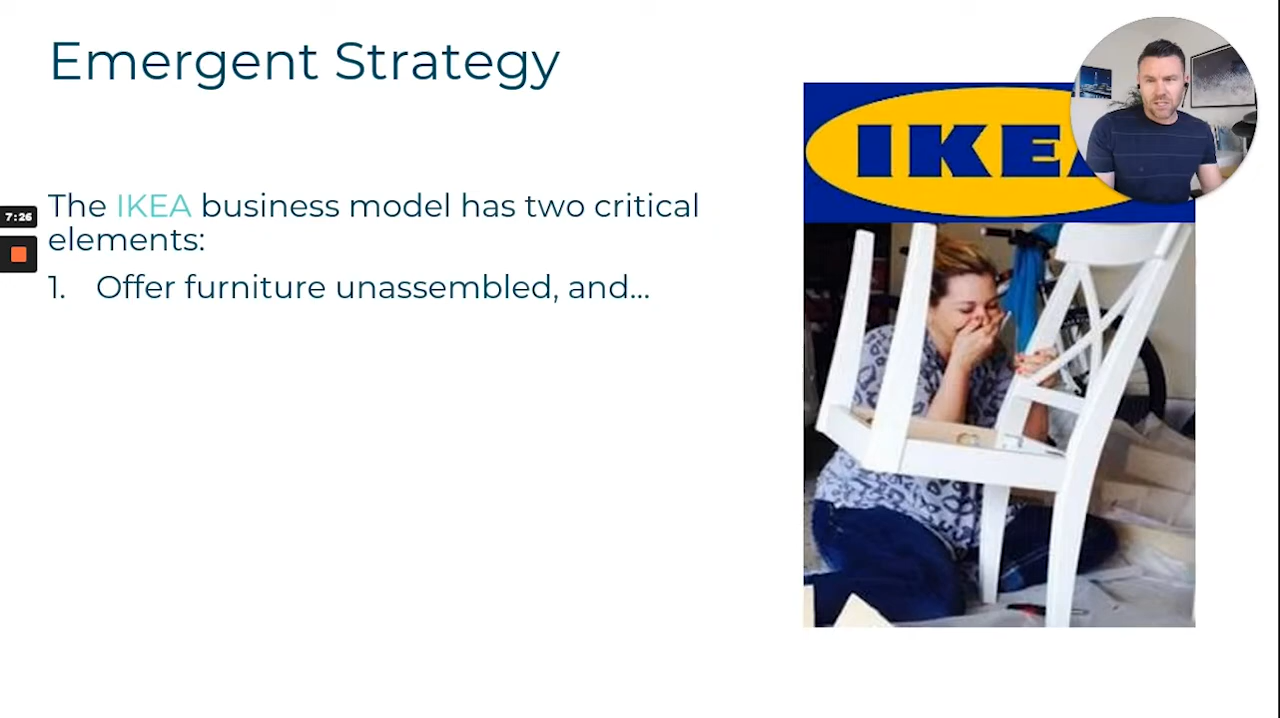 Emergent Strategy
IKEA
The IKEA business model has two critical
7:26
elements:
1. Offer furniture unassembled, and...